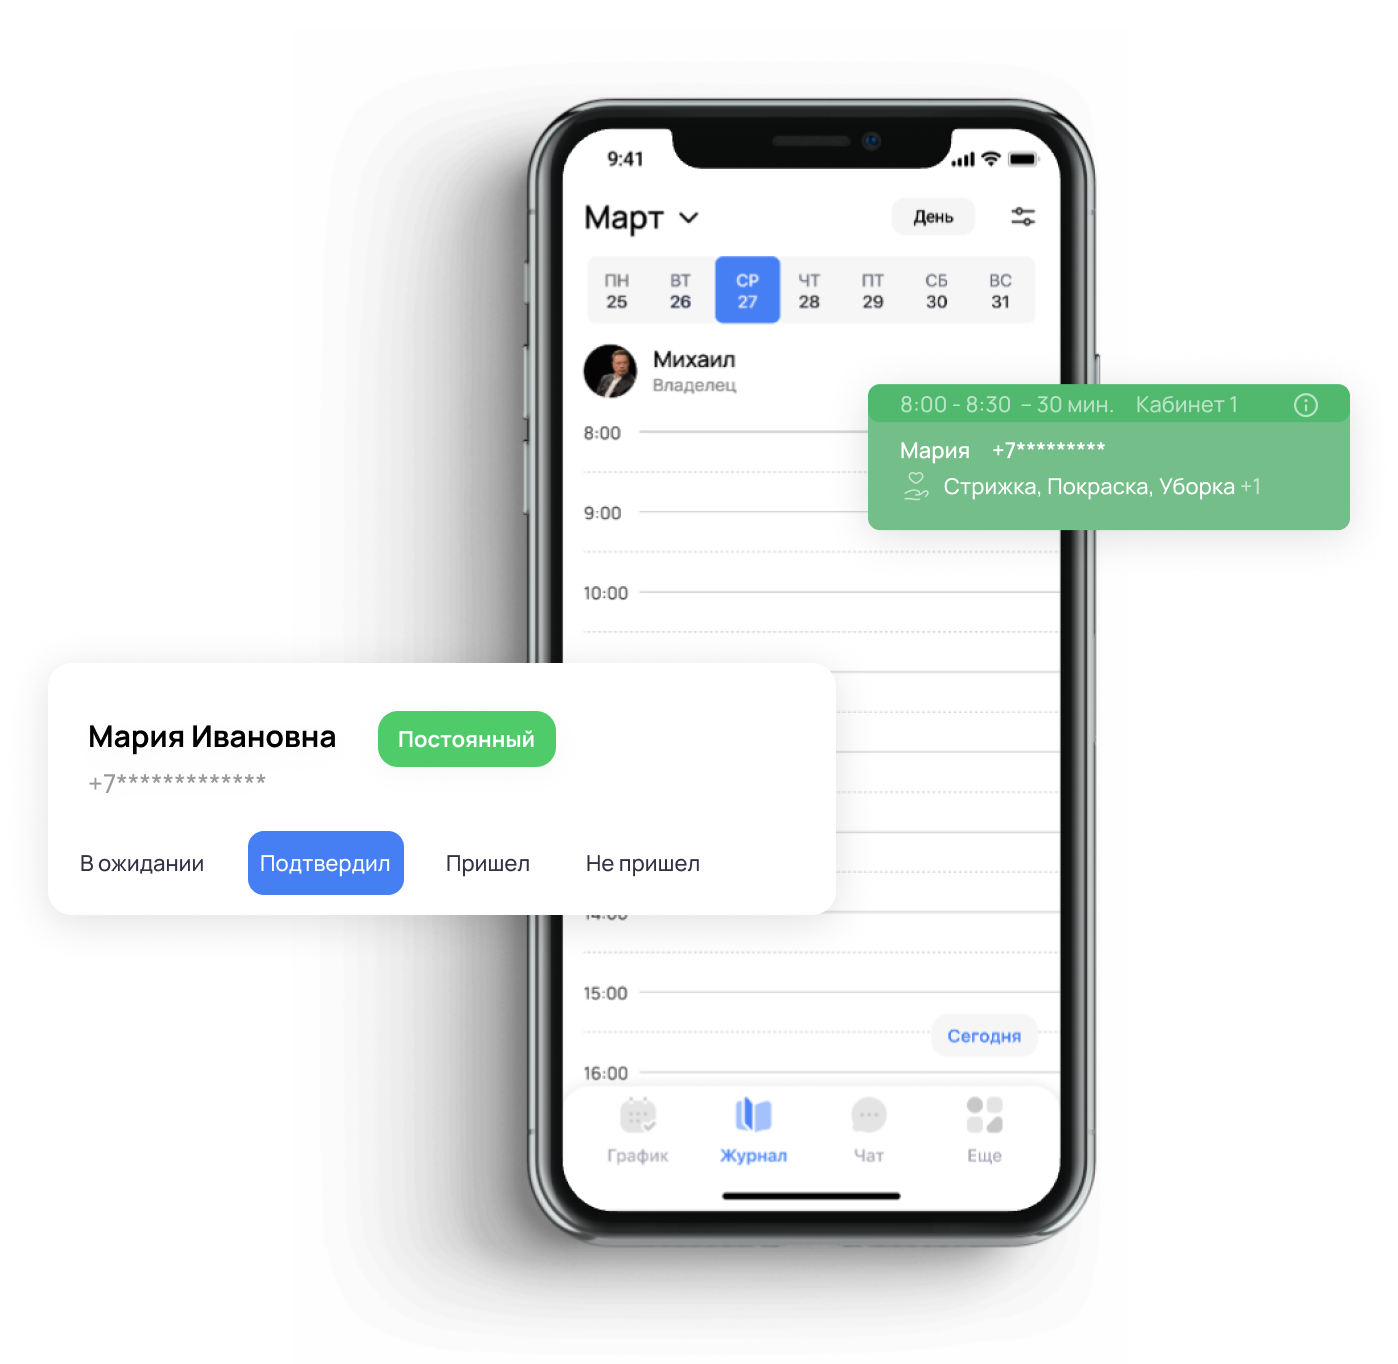 9:41
Март
День
ПН ВТ СР ЧТ ПТ СБ ВС
25 26 27 28 29 30 31
Михаил
Владелец
8:00 - 8:30 – 30 мин. Кабинет 1
Мария +7*********
Стрижка, Покраска, Уборка +1
8:00
9:00
10:00
Мария Ивановна
Постоянный
+7*************
В ожидании
Подтвердил
Пришел
Не пришел
14:00
15:00
Сегодня
16:00
График
Журнал
Чат
Еще